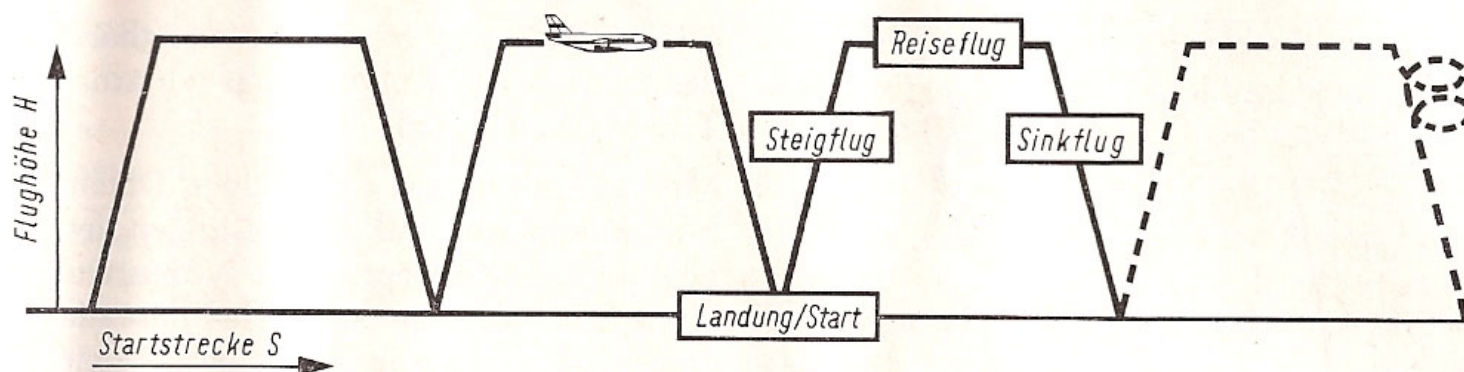 Flughöhe H
Reiseflug
Steigflug
Sinkflug
Landung/Start
Startstrecke S